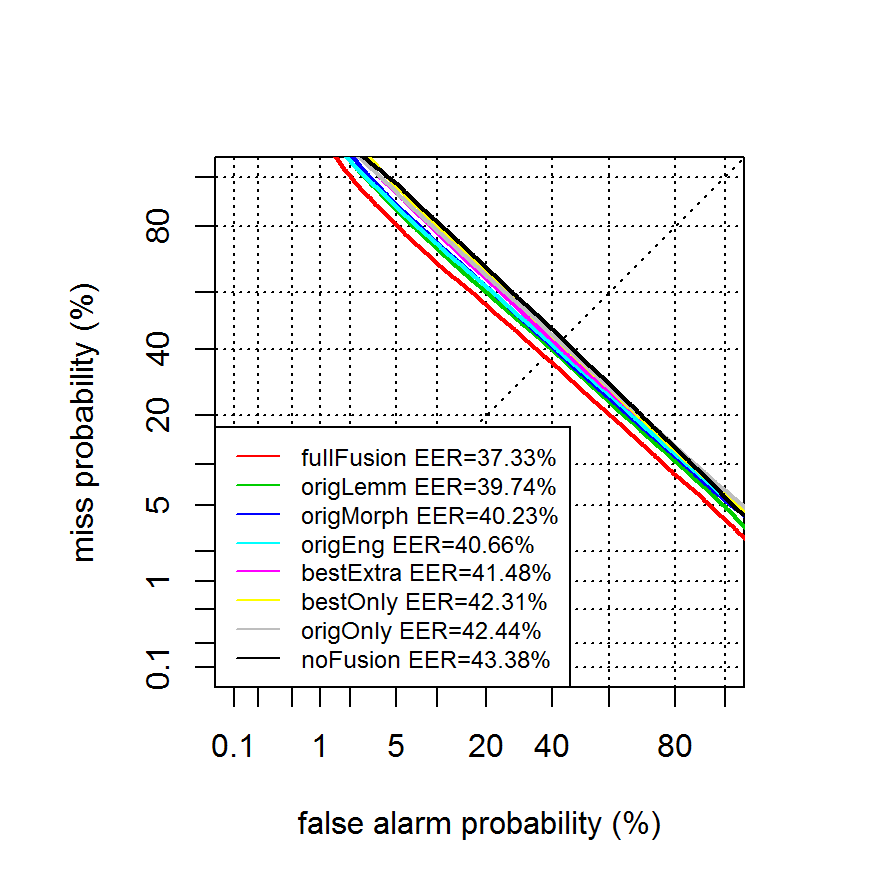 miss probability (%)
80
40
20
5
1
0.1
fullFusion EER=37.33%
origLemm EER=39.74%
origMorph EER=40.23%
origEng EER=40.66%
bestExtra EER=41.48%
bestOnly EER=42.31%
origOnly EER=42.44%
noFusion EER=43.38%
0.1 1 5 20 40 80
false alarm probability (%)